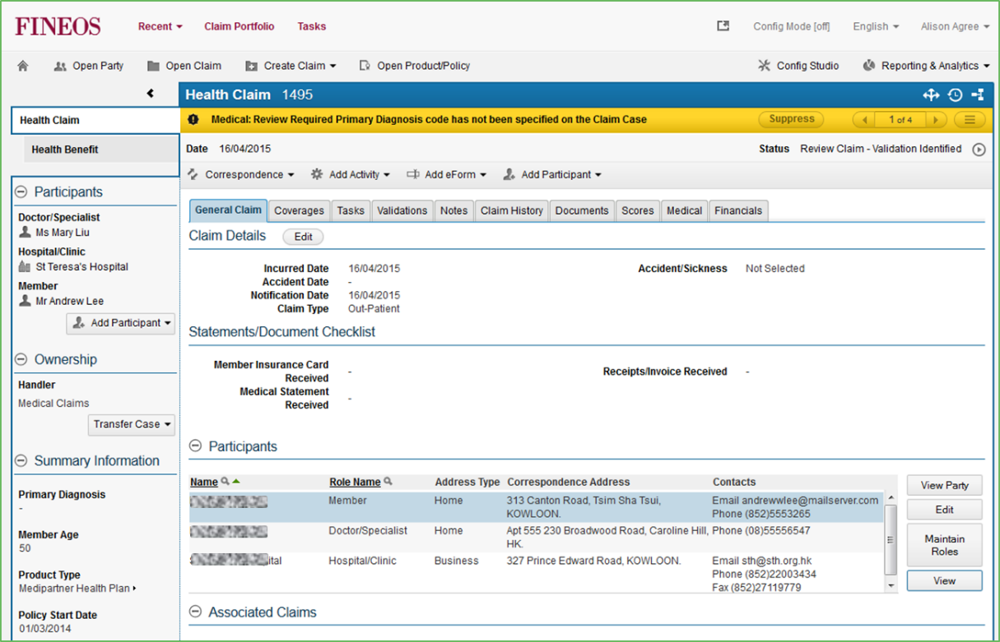 FINEOS
Recent Claim Portfolio Tasks
Config Mode [off] English Alison Agree
Open Party Open Claim Create Claim Open Product/Policy
Config Studio Reporting & Analytics
Health Claim 1495
Health Claim
Medical: Review Required Primary Diagnosis code has not been specified on the Claim Case
Suppress 1 of 4
Health Benefit
Date 16/04/2015
Status Review Claim - Validation Identified
Correspondence Add Activity Add eForm Add Participant
Participants
Doctor/Specialist
Ms Mary Liu
Hospital/Clinic
St Teresa's Hospital
Member
Mr Andrew Lee
Add Participant
Ownership
Handler
Medical Claims
Transfer Case
Summary Information
Primary Diagnosis
-
Member Age
50
Product Type
Medipartner Health Plan
Policy Start Date
01/03/2014
General Claim Coverages Tasks Validations Notes Claim History Documents Scores Medical Financials
Claim Details Edit
Incurred Date 16/04/2015 Accident/Sickness Not Selected
Accident Date -
Notification Date 16/04/2015
Claim Type Out-Patient
Statements/Document Checklist
Member Insurance Card
Received - Receipts/Invoice Received -
Medical Statement
Received -
Participants
Name Role Name Address Type Correspondence Address Contacts
Member Home 313 Canton Road, Tsim Sha Tsui, Email andrewwlee@mailserver.com
KOWLOON. Phone (852)5553265
Doctor/Specialist Home Apt 555 230 Broadwood Road, Caroline Hill, Phone (08)55556547
HK.
ital Hospital/Clinic Business 327 Prince Edward Road, KOWLOON. Email sth@sth.org.hk
Phone (852)22003434
Fax (852)27119779
View Party
Edit
Maintain
Roles
View
Associated Claims